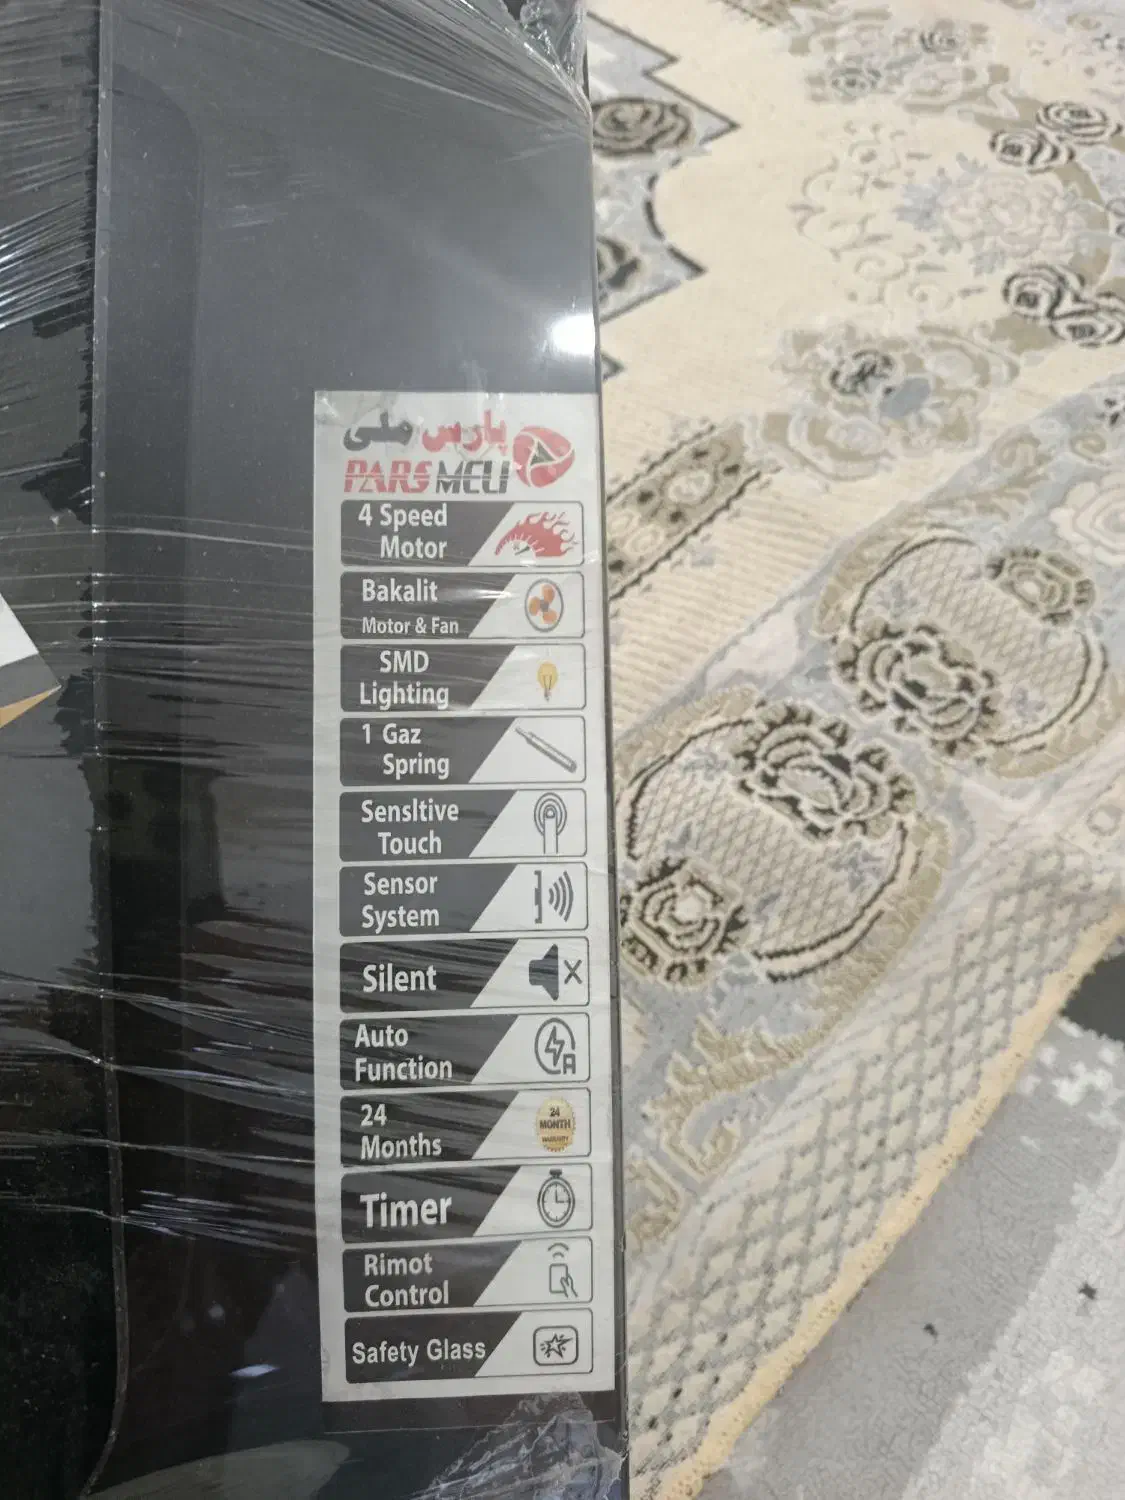 پارس ملی
PARS MELI
4 Speed
Motor
Bakalit
Motor & Fan
SMD
Lighting
1 Gaz
Spring
SensItive
Touch
Sensor
System
Silent
Auto
Function
A
24
Months
24
MONTH
WARRANTY
Timer
Rimot
Control
Safety Glass